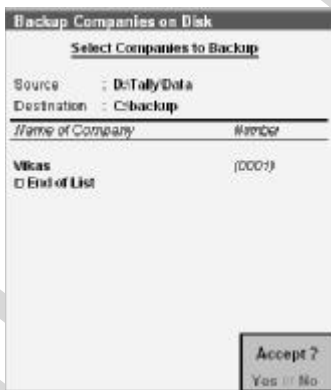 Backup Companies on Disk
Select Companies to Backup
Source : D:\Tally\Data
Destination : C:\backup
Name of Company Number
Vikas (0001)
□ End of List
Accept ?
Yes No